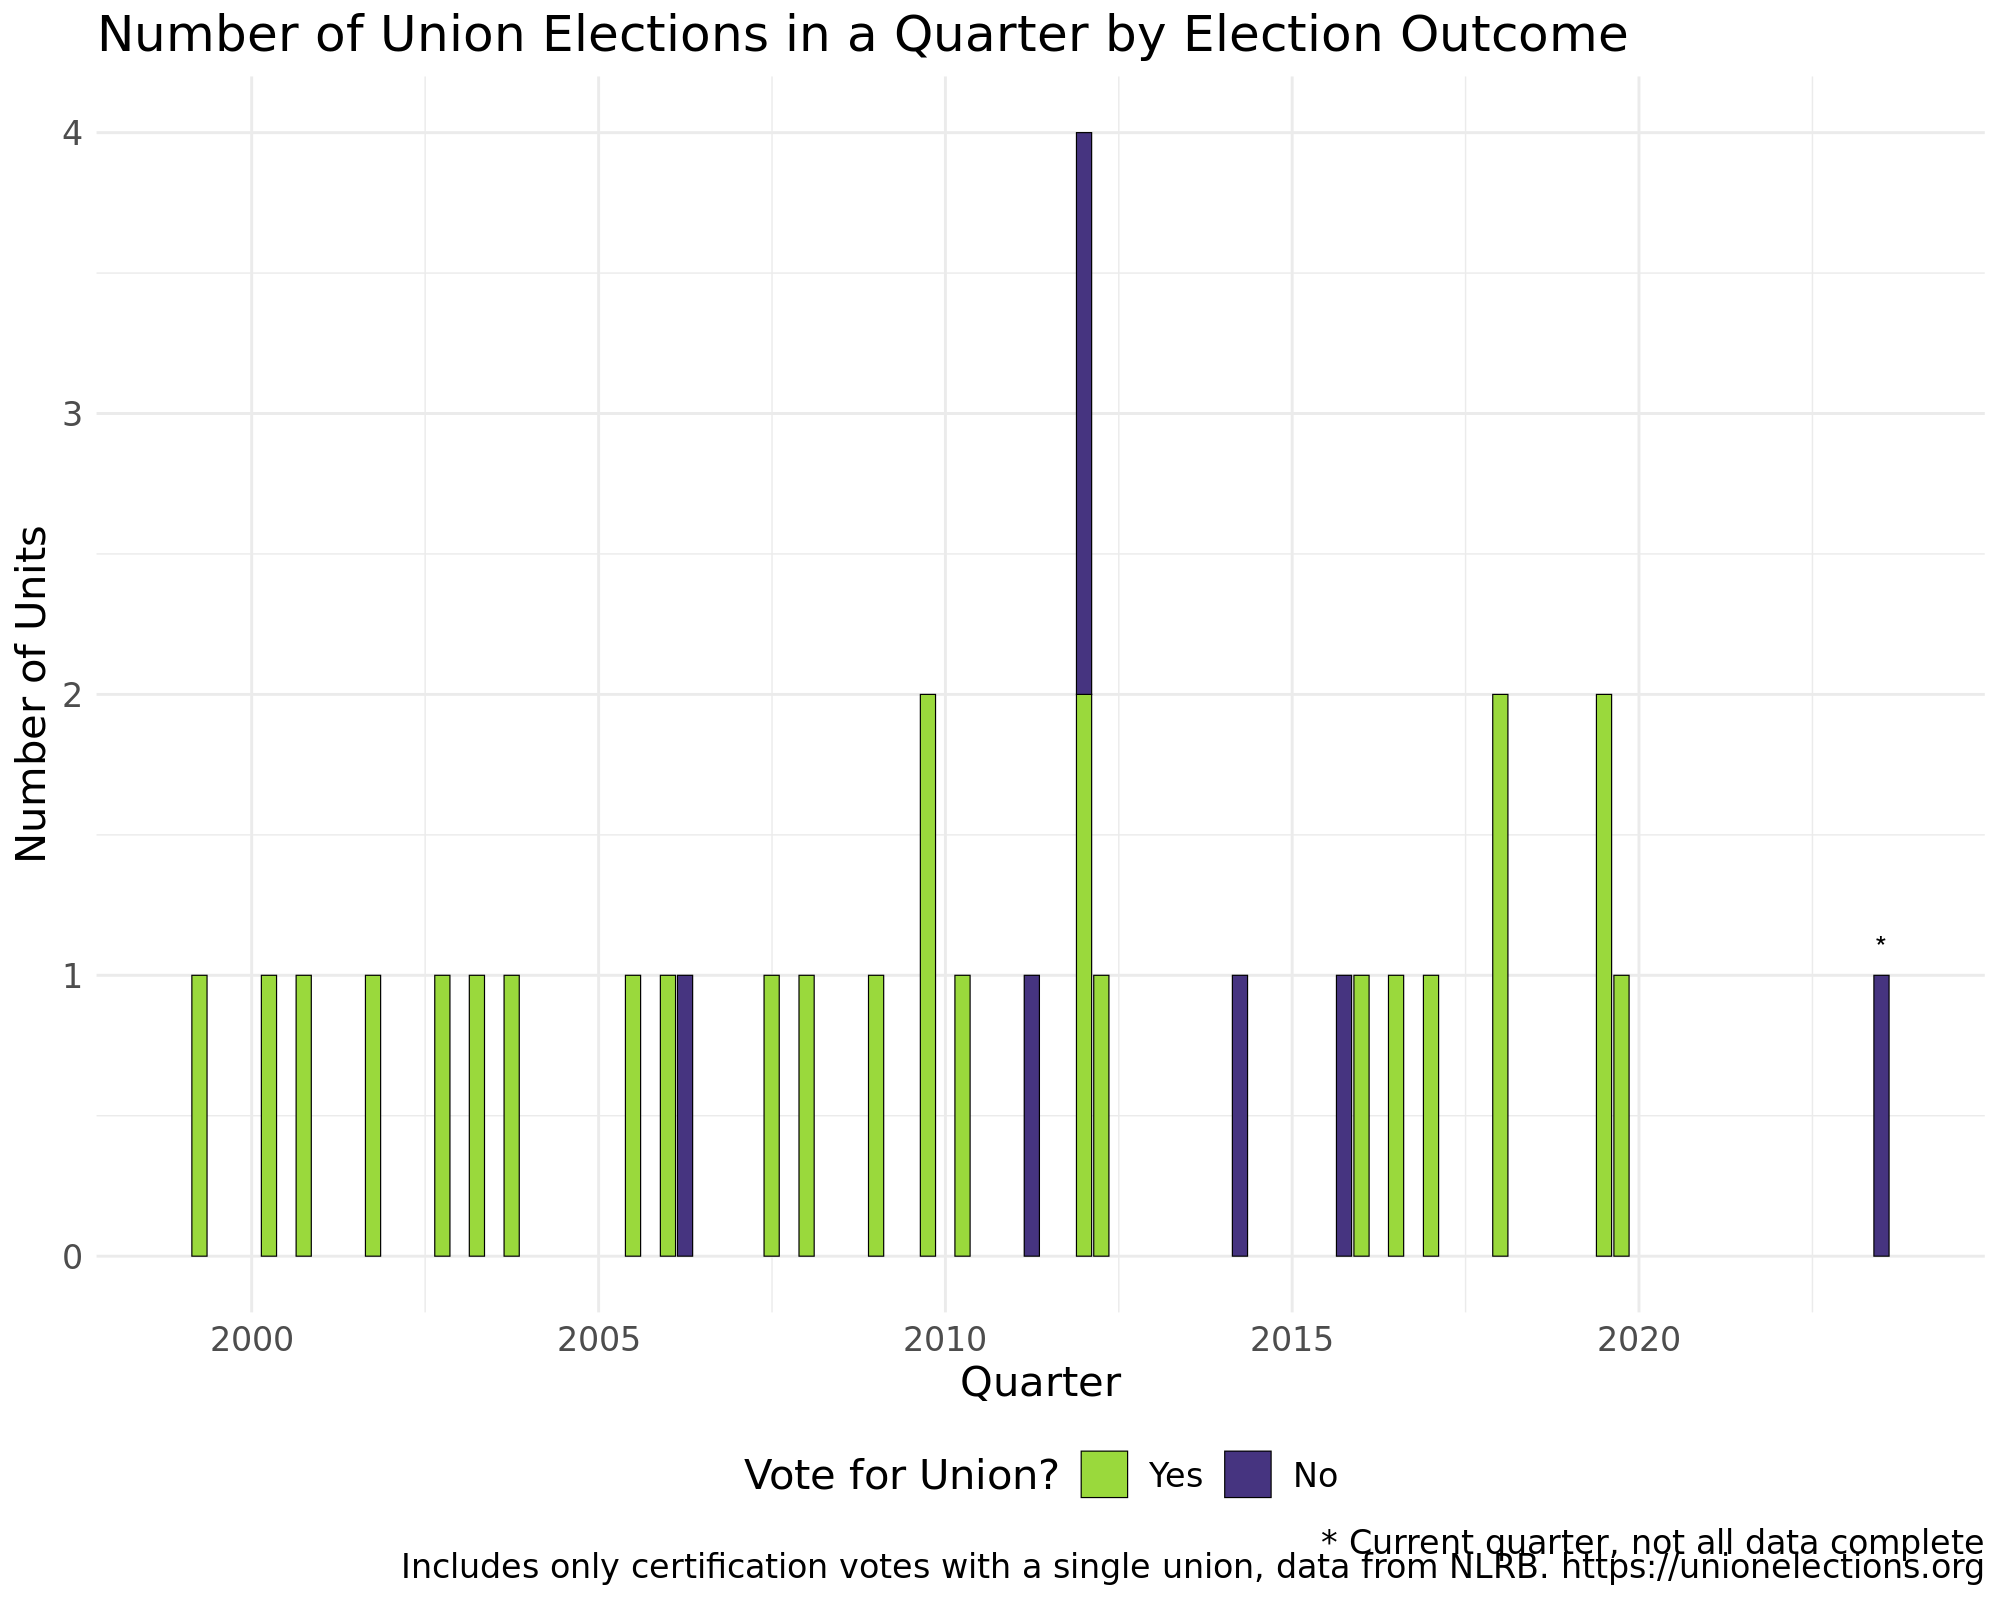 Number of Union Elections in a Quarter by Election Outcome
4
3
2
1
0
Number of Units
*
2000 2005 2010 2015 2020
Quarter
Vote for Union? Yes No
* Current quarter, not all data complete
Includes only certification votes with a single union, data from NLRB. https://unionelections.org